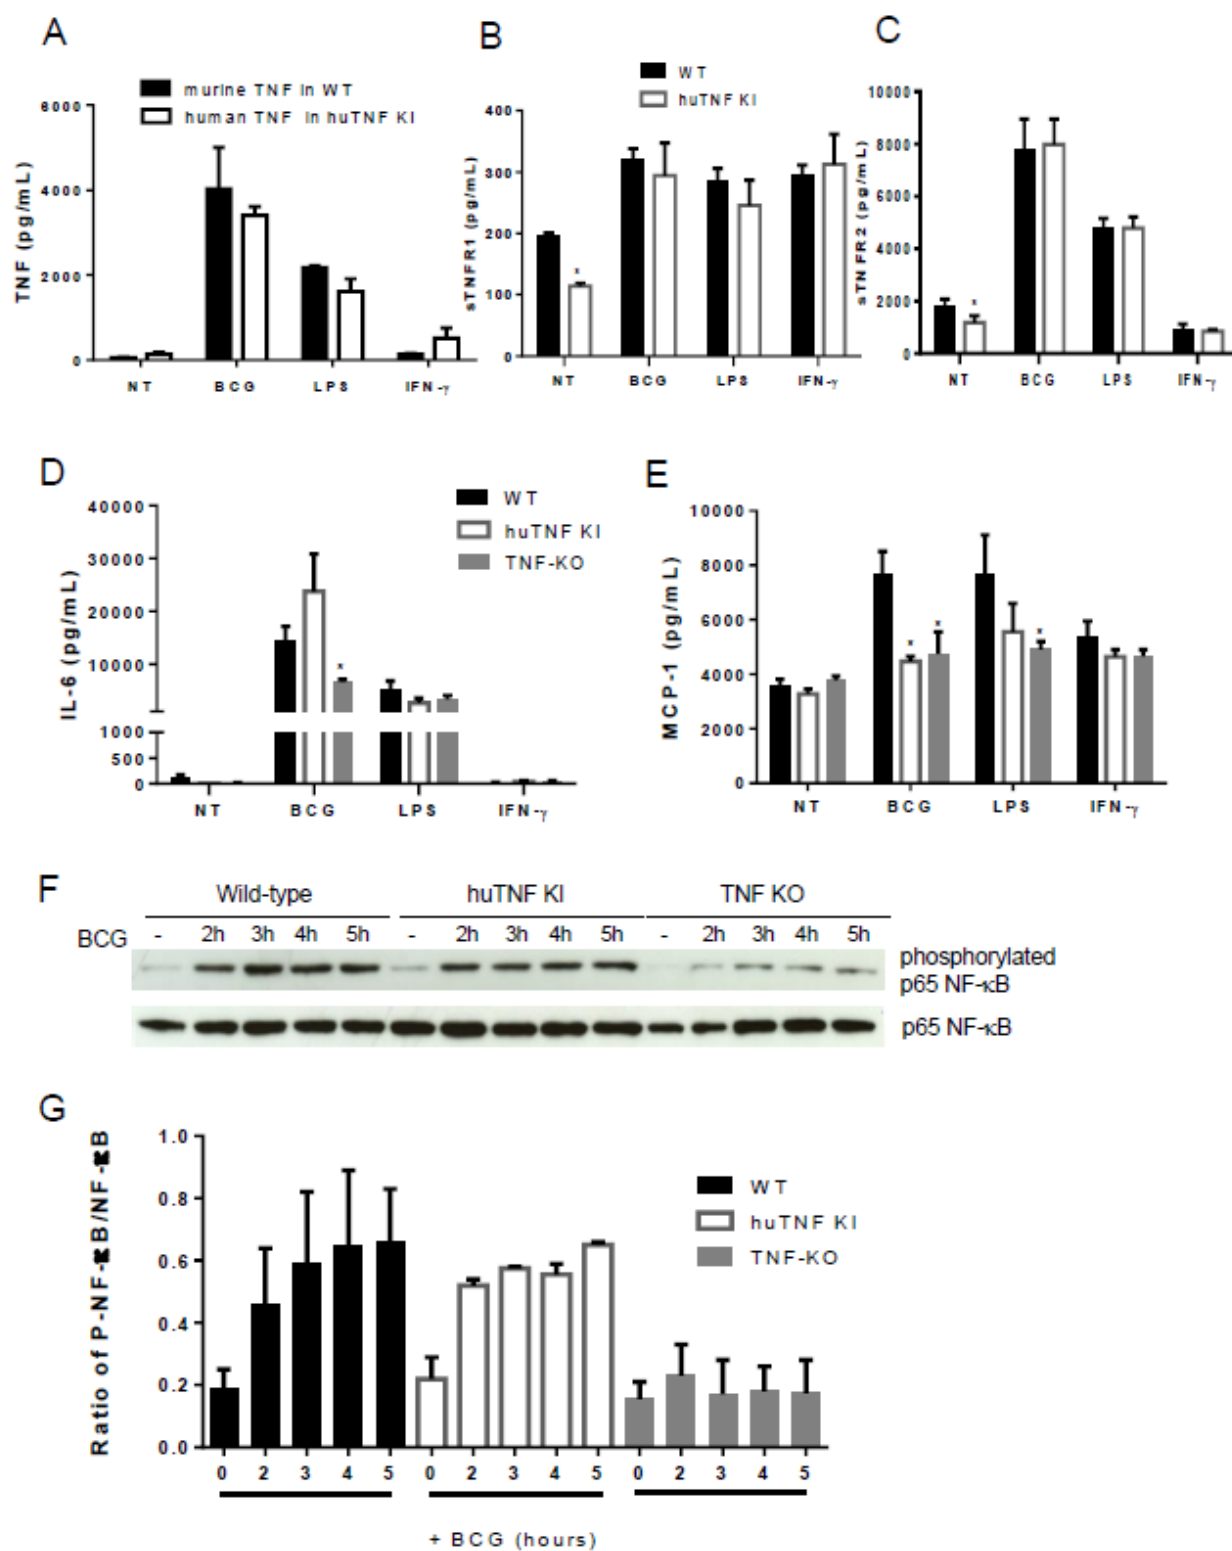 A
murine TNF in WT
human TNF in huTNF KI
TNF (pg/mL)
6000
4000
2000
0
NT BCG LPS IFN-γ
B
WT
huTNF KI
sTNFR1 (pg/mL)
400
300
200
100
0
*
NT BCG LPS IFN-γ
C
sTNFR2 (pg/mL)
10000
8000
6000
4000
2000
0
*
NT BCG LPS IFN-γ
D
WT
huTNF KI
TNF-KO
IL-6 (pg/mL)
40000
30000
20000
10000
1000
500
0
*
NT BCG LPS IFN-γ
E
MCP-1 (pg/mL)
10000
8000
6000
4000
2000
0
* * *
NT BCG LPS IFN-γ
F
Wild-type huTNF KI TNF KO
BCG - 2h 3h 4h 5h - 2h 3h 4h 5h - 2h 3h 4h 5h
phosphorylated
p65 NF-κB
p65 NF-κB
G
Ratio of P-NF-κB/NF-κB
1.0
0.8
0.6
0.4
0.2
0.0
WT
huTNF KI
TNF-KO
0 2 3 4 5 0 2 3 4 5 0 2 3 4 5
+ BCG (hours)